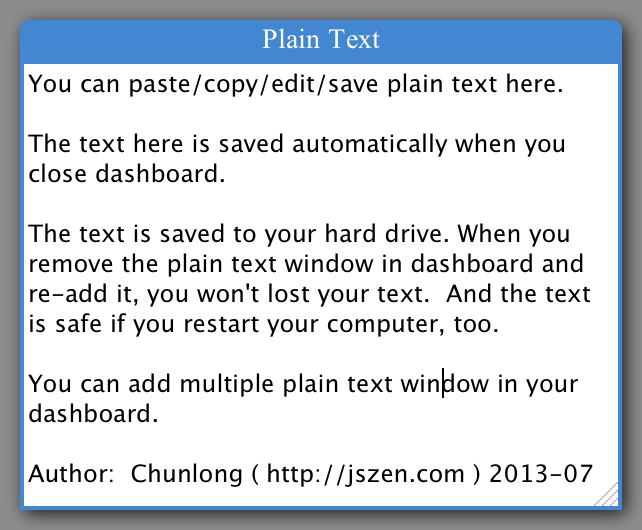 Plain Text
You can paste/copy/edit/save plain text here.
The text here is saved automatically when you
close dashboard.
The text is saved to your hard drive. When you
remove the plain text window in dashboard and
re-add it, you won't lost your text.  And the text
is safe if you restart your computer, too.
You can add multiple plain text window in your
dashboard.
Author:  Chunlong ( http://jszen.com ) 2013-07